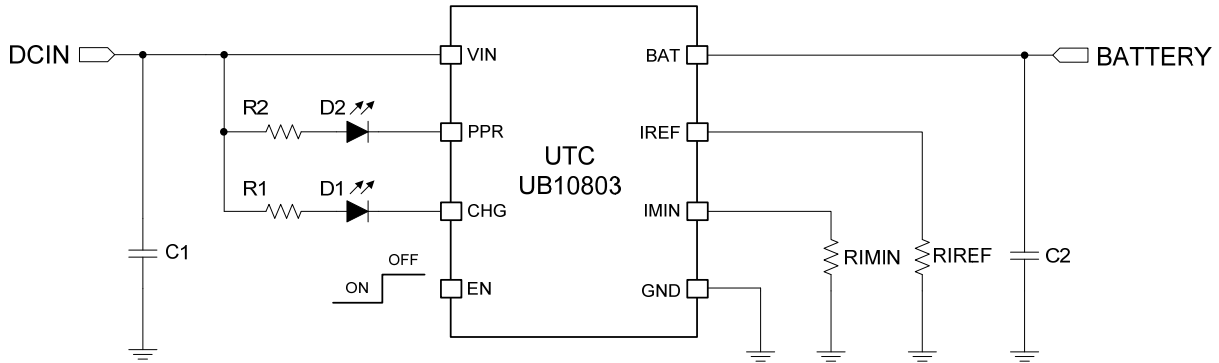 DCIN
VIN
BAT
BATTERY
R2
D2
PPR
IREF
UTC
UB10803
R1
D1
CHG
IMIN
C1
RIMIN
RIREF
C2
OFF
ON
EN
GND